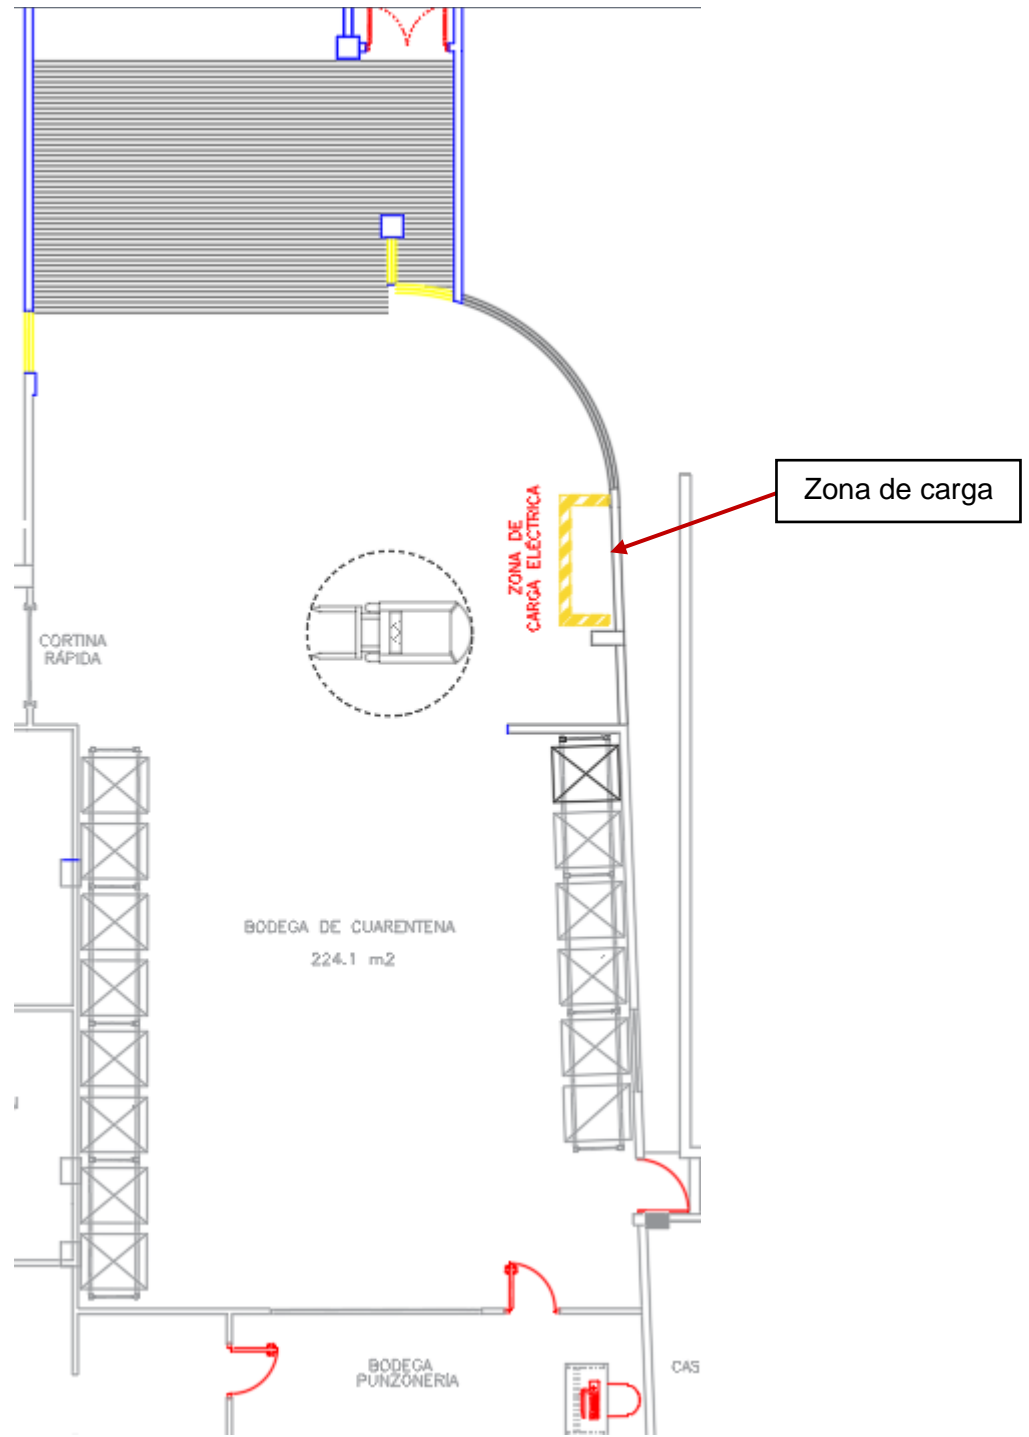 Zona de carga
ZONA DE
CARGA ELÉCTRICA
CORTINA
RÁPIDA
BODEGA DE CUARENTENA
224.1 m2
BODEGA
PUNZONERÍA
CAS